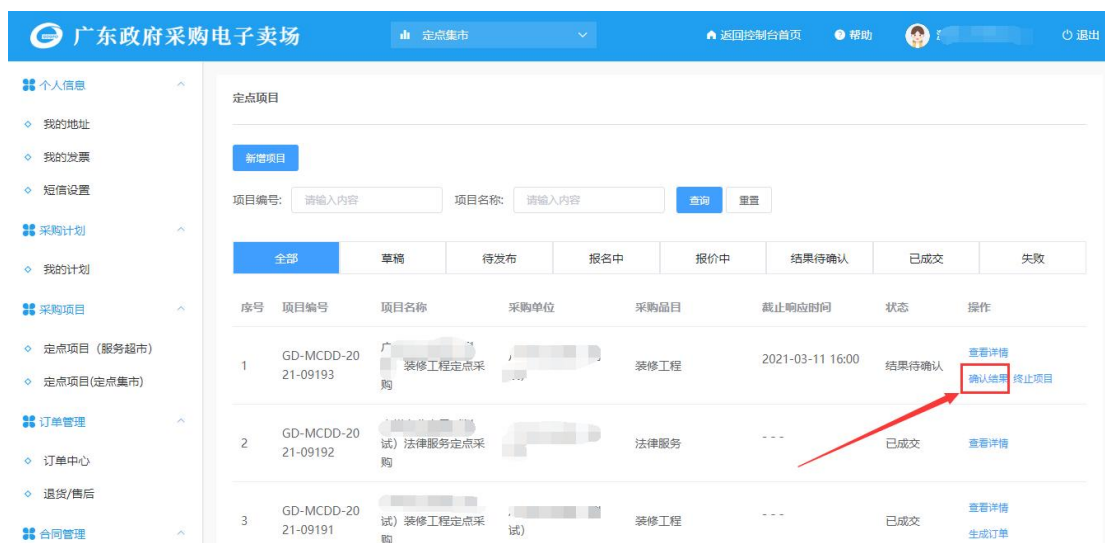 广东政府采购电子卖场
定点集市
返回控制台首页
帮助
退出
个人信息
我的地址
我的发票
短信设置
采购计划
我的计划
采购项目
定点项目（服务超市）
定点项目(定点集市)
订单管理
订单中心
退货/售后
合同管理
定点项目
新增项目
项目编号: 请输入内容 项目名称: 请输入内容 查询 重置
全部 草稿 待发布 报名中 报价中 结果待确认 已成交 失败
序号 项目编号 项目名称 采购单位 采购品目 截止响应时间 状态 操作
1
GD-MCDD-20
21-09193
装修工程定点采
购
装修工程
2021-03-11 16:00
结果待确认
查看详情
确认结果 终止项目
2
GD-MCDD-20
21-09192
试）法律服务定点采
购
法律服务
- - -
已成交
查看详情
3
GD-MCDD-20
21-09191
试）装修工程定点采
购
试）
装修工程
- - -
已成交
查看详情
生成订单